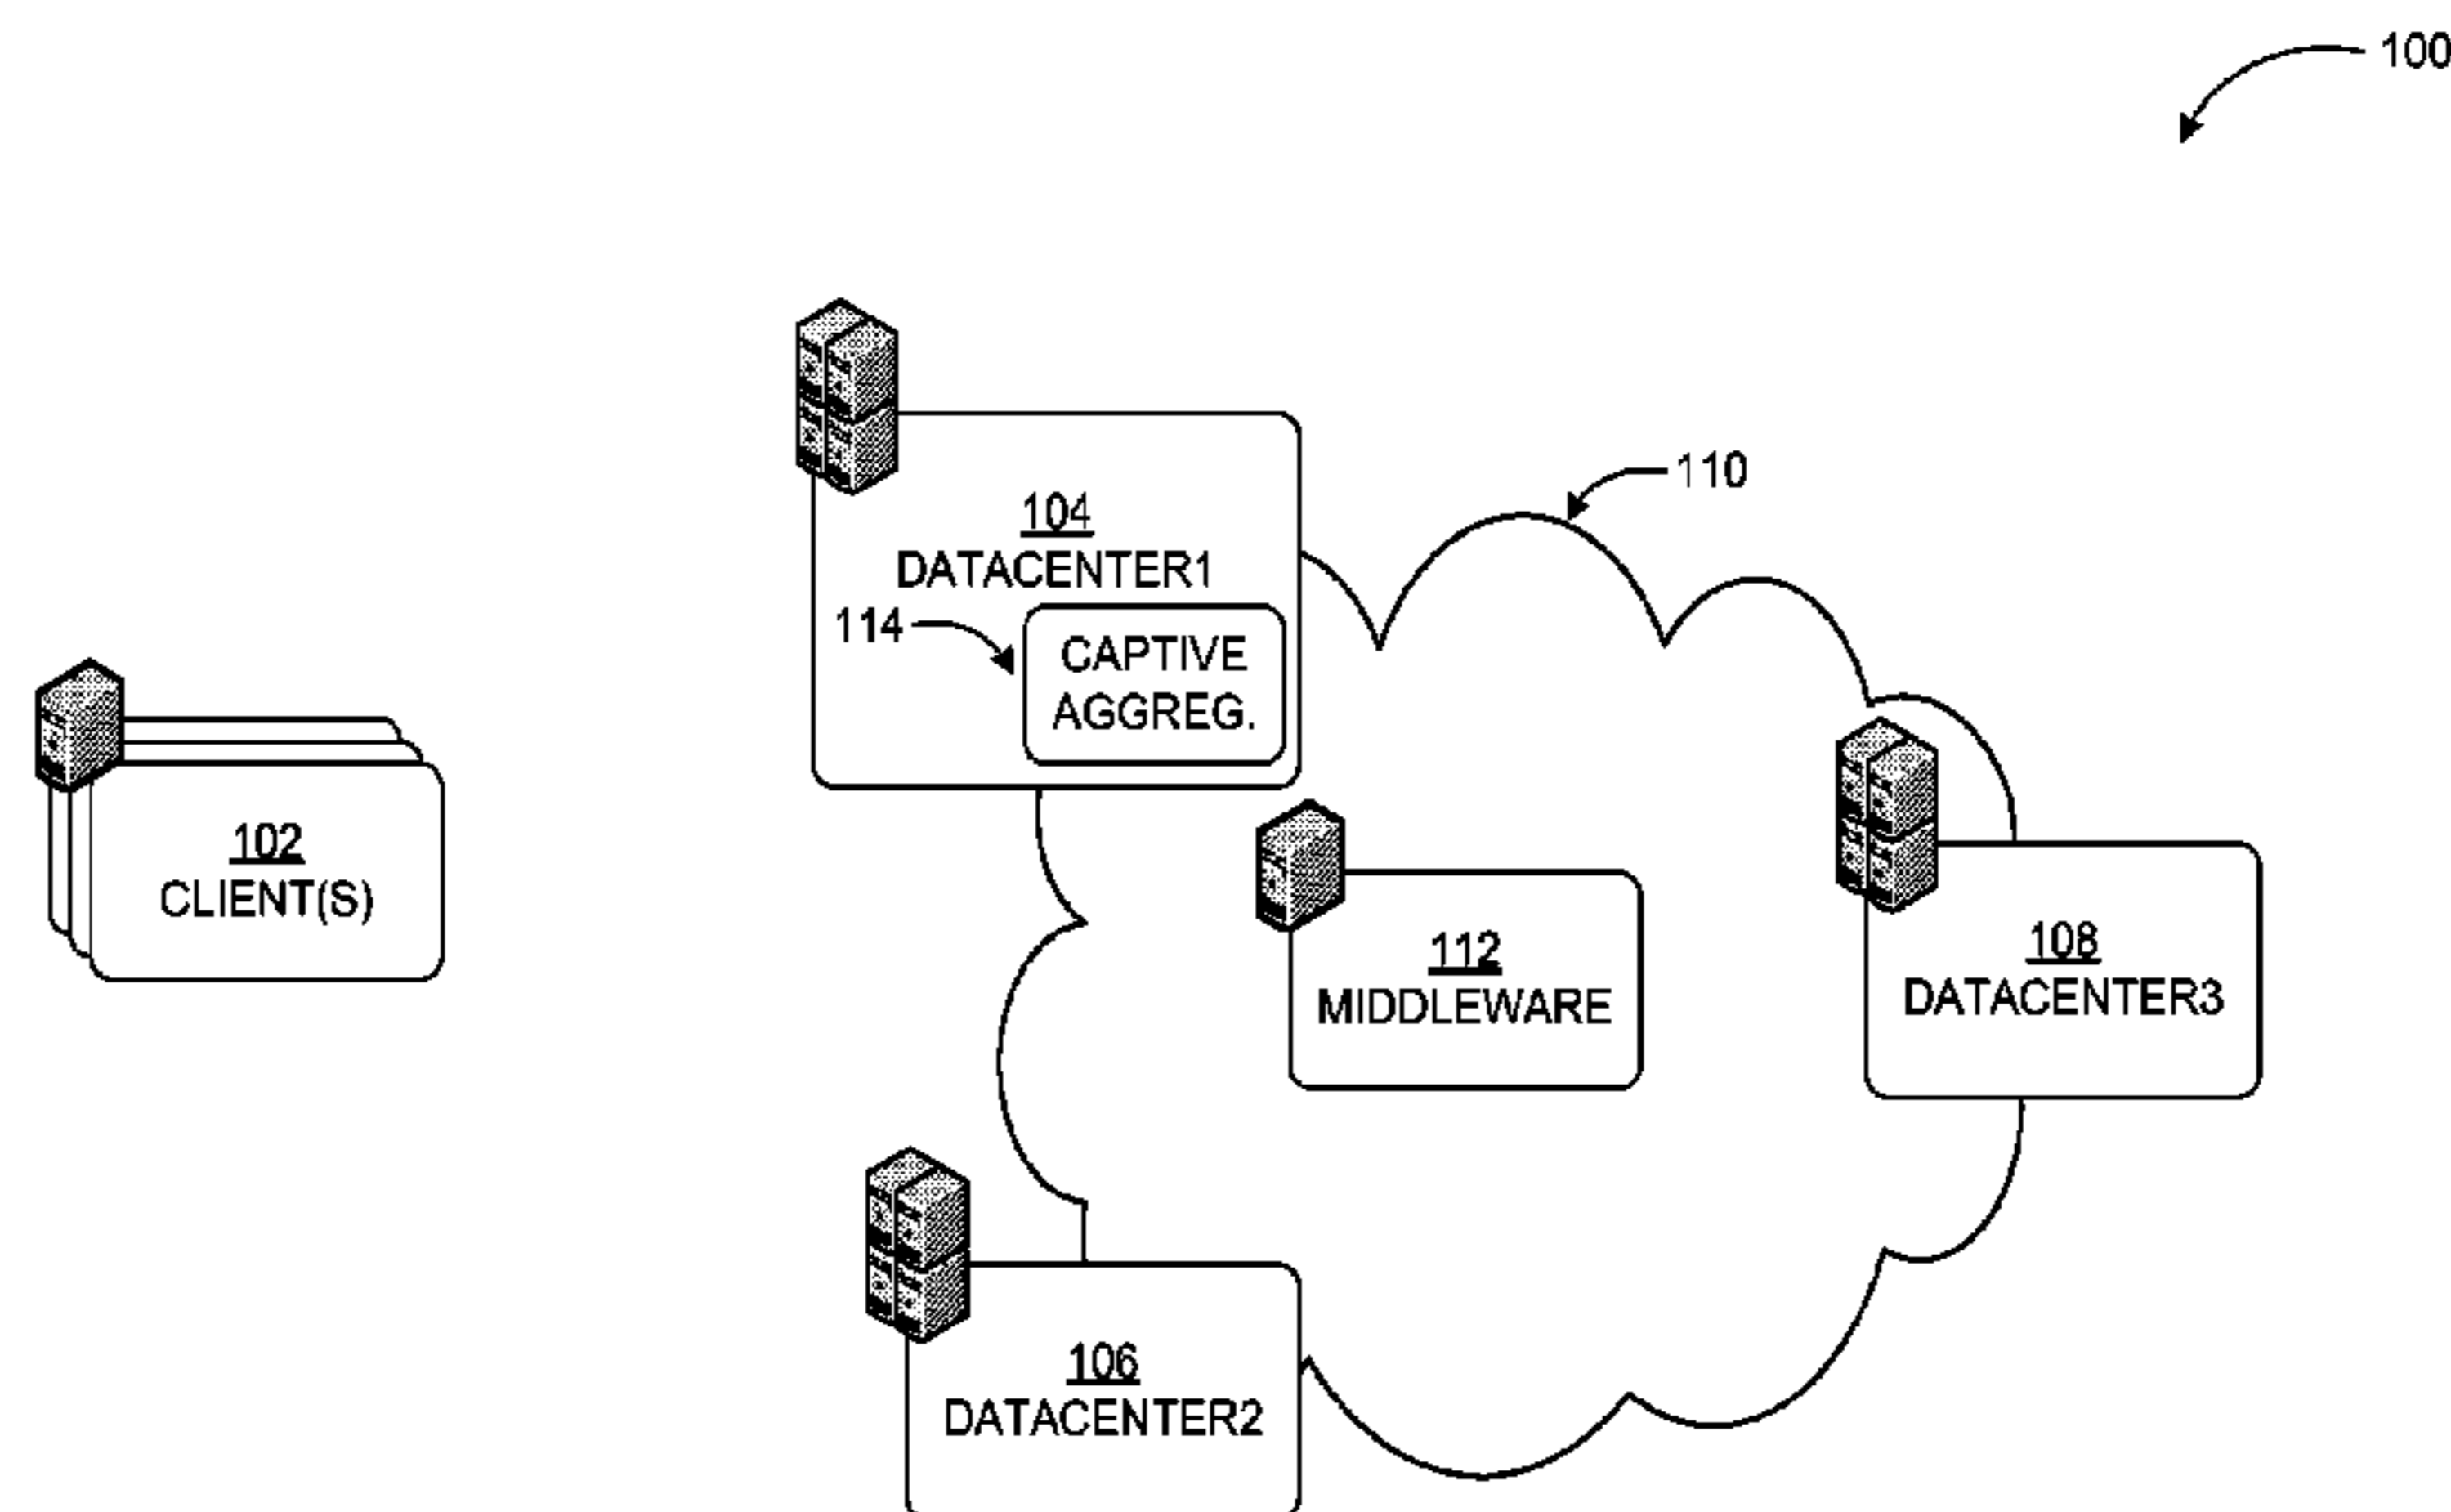 100
110
104
DATACENTER1
114
CAPTIVE
AGGREG.
102
CLIENT(S)
112
MIDDLEWARE
108
DATACENTER3
106
DATACENTER2